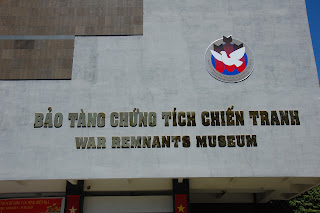 BẢO TÀNG CHỨNG TÍCH CHIẾN TRANH
WAR REMNANTS MUSEUM